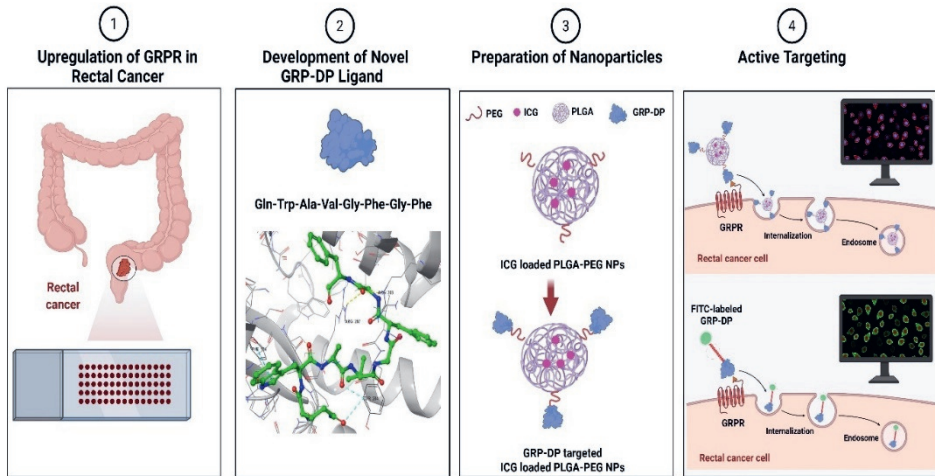 1
Upregulation of GRPR in
Rectal Cancer
Rectal
cancer
2
Development of Novel
GRP-DP Ligand
Gln-Trp-Ala-Val-Gly-Phe-Gly-Phe
3
Preparation of Nanoparticles
PEG
ICG
PLGA
GRP-DP
ICG loaded PLGA-PEG NPs
GRP-DP targeted
ICG loaded PLGA-PEG NPs
4
Active Targeting
GRPR
Internalization
Endosome
Rectal cancer cell
FITC-labeled
GRP-DP
GRPR
Internalization
Endosome
Rectal cancer cell